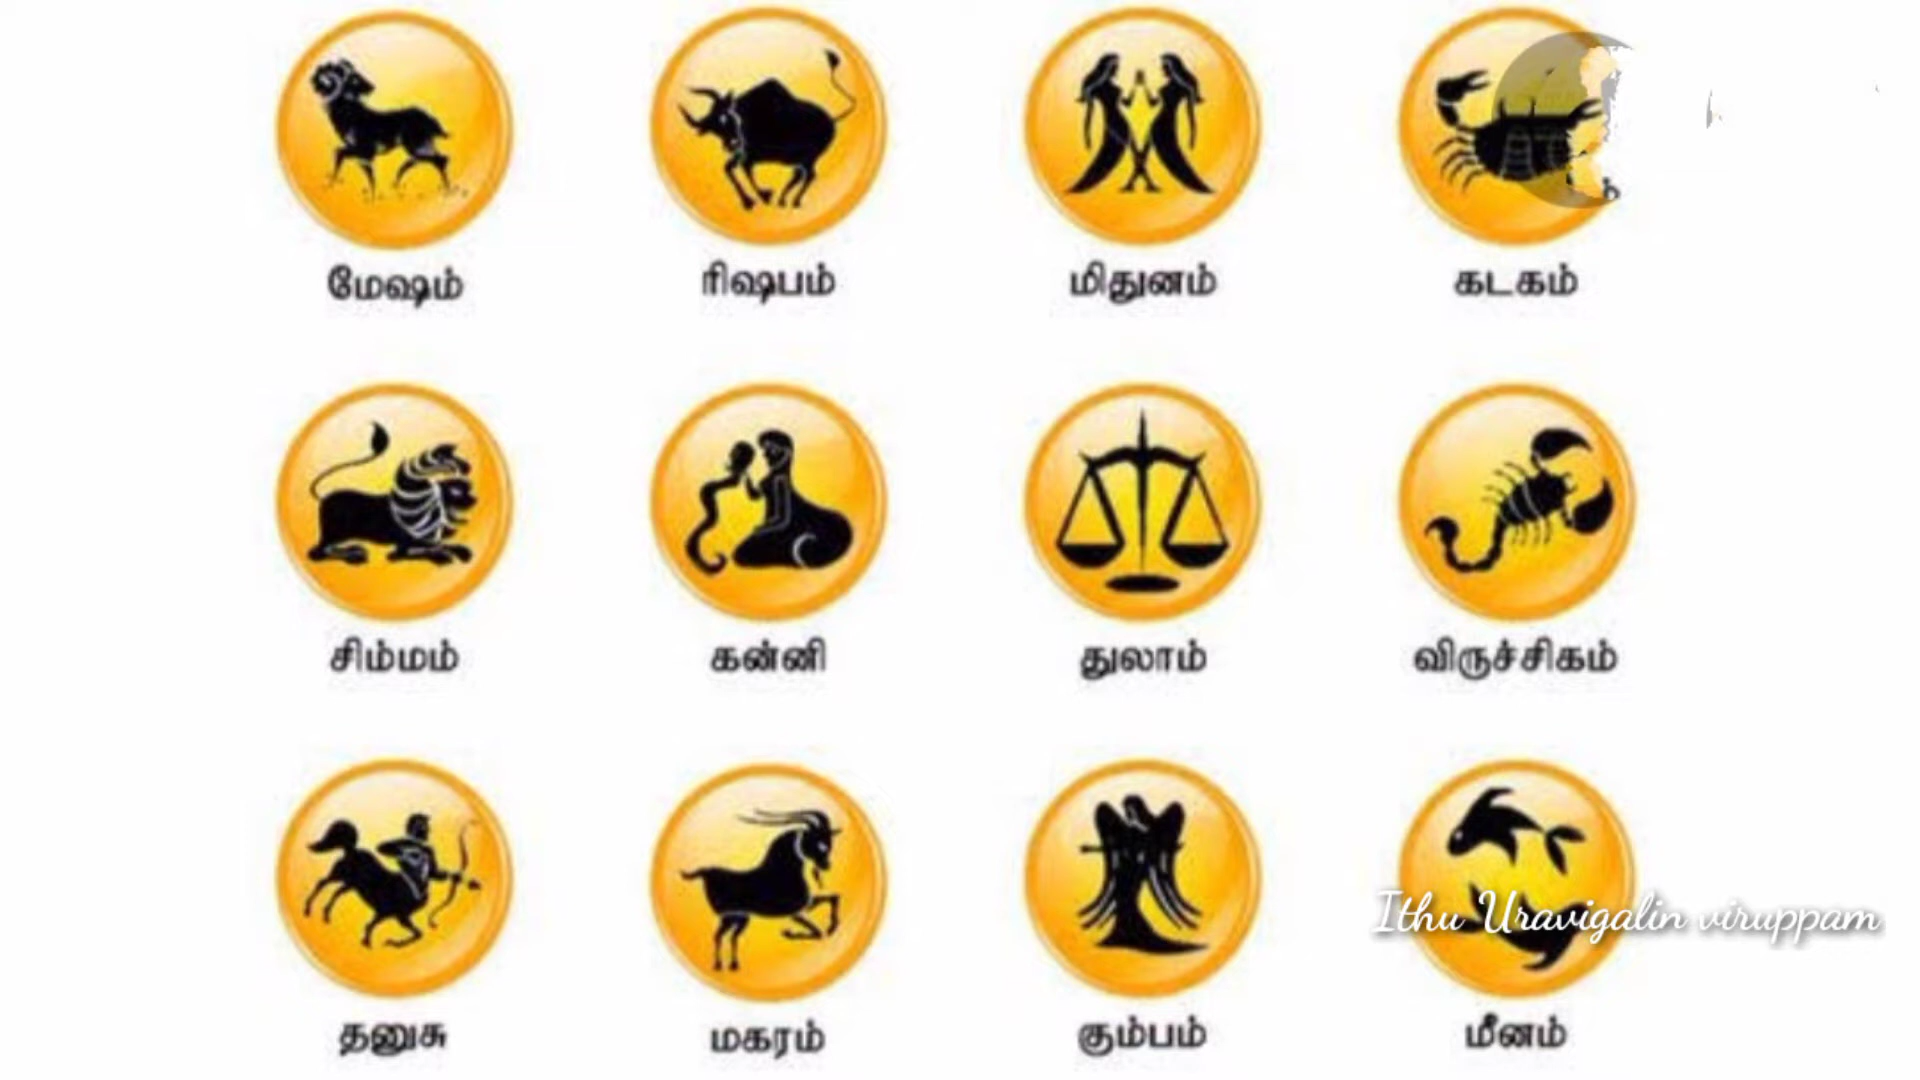 மேஷம் ரிஷபம் மிதுனம் கடகம்
சிம்மம் கன்னி துலாம் விருச்சிகம்
Ithu Uravigalin viruppam
தனுசு மகரம் கும்பம் மீனம்